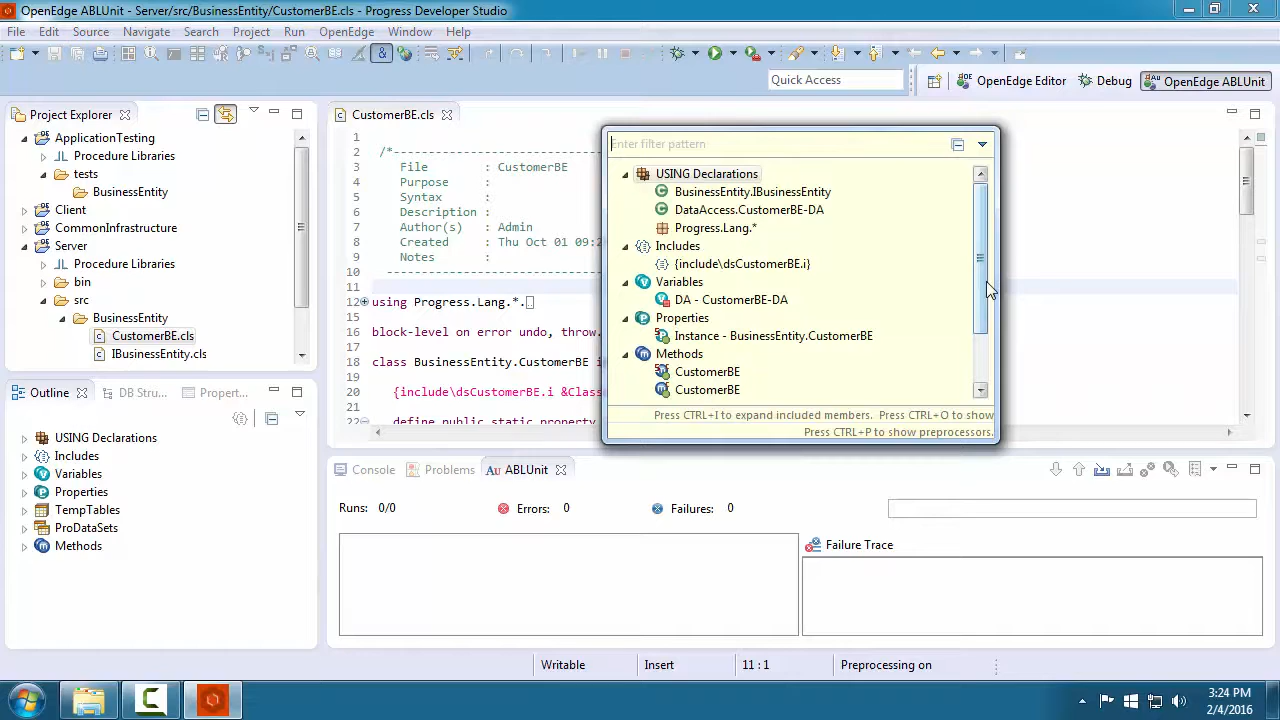 OpenEdge ABLUnit - Server/src/BusinessEntity/CustomerBE.cls - Progress Developer Studio
File Edit Source Navigate Search Project Run OpenEdge Window Help
Quick Access
OpenEdge Editor Debug OpenEdge ABLUnit
Project Explorer
ApplicationTesting
Procedure Libraries
tests
BusinessEntity
Client
CommonInfrastructure
Server
Procedure Libraries
bin
src
BusinessEntity
CustomerBE.cls
IBusinessEntity.cls
CustomerBE.cls
1
2 /*------------------
3 File : CustomerBE
4 Purpose :
5 Syntax :
6 Description :
7 Author(s) : Admin
8 Created : Thu Oct 01 09:2
9 Notes :
10 ------------------
11
12 using Progress.Lang.*.
15
16 block-level on error undo, throw.
17
18 class BusinessEntity.CustomerBE i
19
20 {include\dsCustomerBE.i &Class
21
22 define public static property
Enter filter pattern
USING Declarations
BusinessEntity.IBusinessEntity
DataAccess.CustomerBE-DA
Progress.Lang.*
Includes
{include\dsCustomerBE.i}
Variables
DA - CustomerBE-DA
Properties
Instance - BusinessEntity.CustomerBE
Methods
CustomerBE
CustomerBE
Press CTRL+I to expand included members. Press CTRL+O to show
Press CTRL+P to show preprocessors.
Outline DB Stru... Propert...
USING Declarations
Includes
Variables
Properties
TempTables
ProDataSets
Methods
Console Problems ABLUnit
Runs: 0/0 Errors: 0 Failures: 0
Failure Trace
Writable Insert 11 : 1 Preprocessing on
3:24 PM
2/4/2016